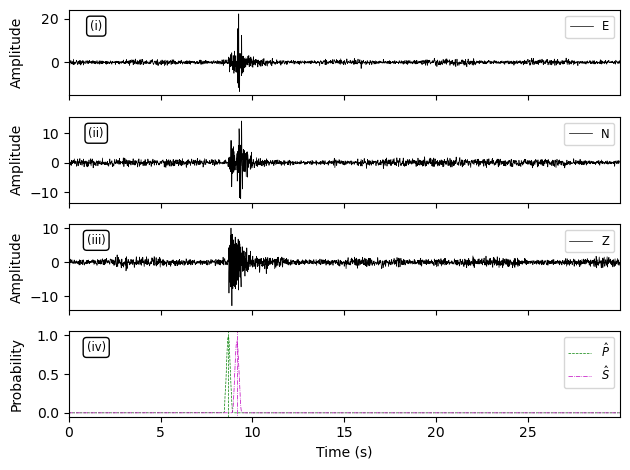 (i)
E
Amplitude
20
0
(ii)
N
Amplitude
10
0
−10
(iii)
Z
Amplitude
10
0
−10
(iv)
P̂
Ŝ
Probability
1.0
0.5
0.0
0 5 10 15 20 25
Time (s)